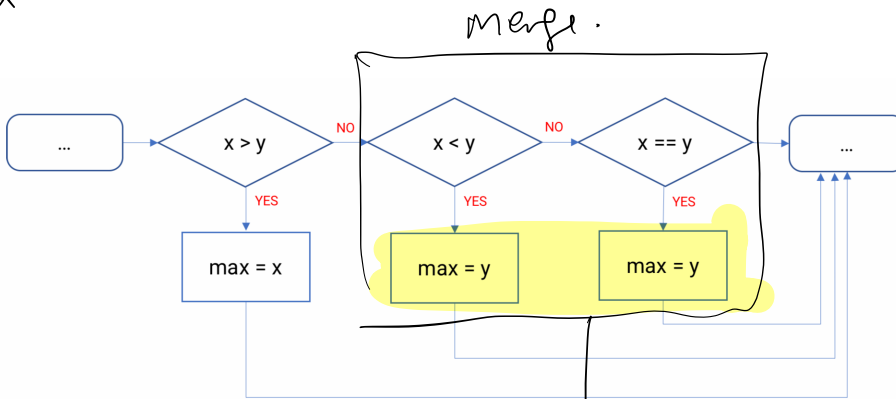 merge.
...
x > y
NO
x < y
NO
x == y
...
YES
YES
YES
max = x
max = y
max = y